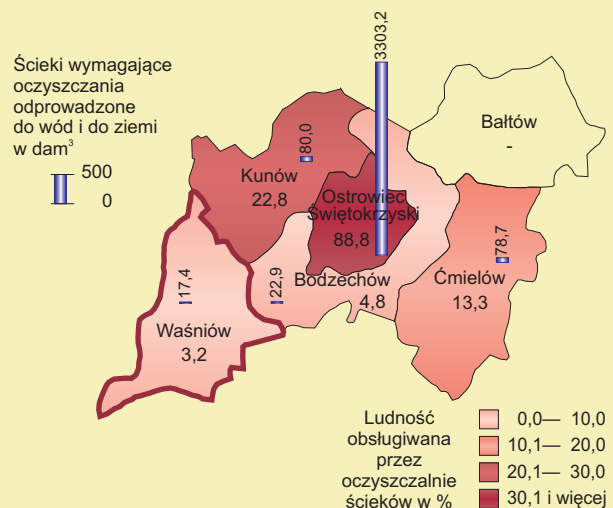 Ścieki wymagające
oczyszczania
odprowadzone
do wód i do ziemi
w dam³
500
0
3303,2
Bałtów
-
80,0
Kunów
22,8
Ostrowiec
Świętokrzyski
88,8
78,7
Ćmielów
13,3
22,9
Bodzechów
4,8
17,4
Waśniów
3,2
Ludność
obsługiwana
przez
oczyszczalnie
ścieków w %
0,0— 10,0
10,1— 20,0
20,1— 30,0
30,1 i więcej